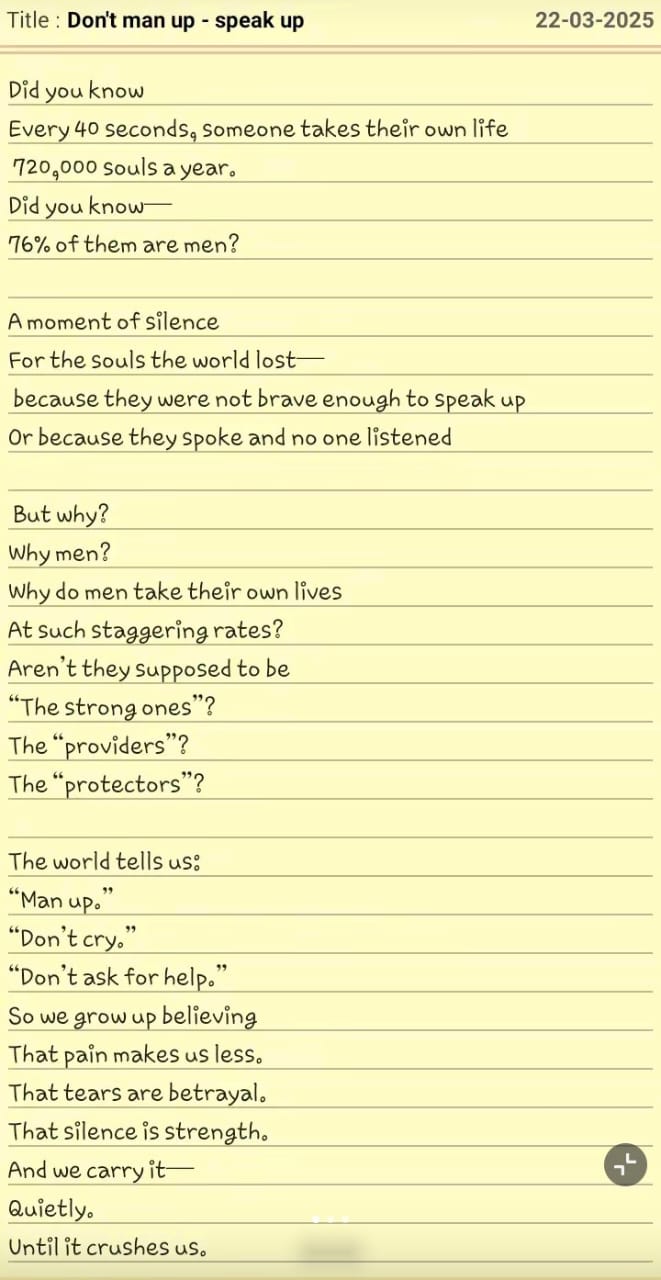 Title : Don't man up - speak up 22-03-2025
Did you know
Every 40 seconds, someone takes their own life
720,000 souls a year.
Did you know—
76% of them are men?
A moment of silence
For the souls the world lost—
because they were not brave enough to speak up
Or because they spoke and no one listened
But why?
Why men?
Why do men take their own lives
At such staggering rates?
Aren't they supposed to be
“The strong ones”?
The “providers”?
The “protectors”?
The world tells us:
“Man up.”
“Don't cry.”
“Don't ask for help.”
So we grow up believing
That pain makes us less.
That tears are betrayal.
That silence is strength.
And we carry it—
Quietly.
Until it crushes us.